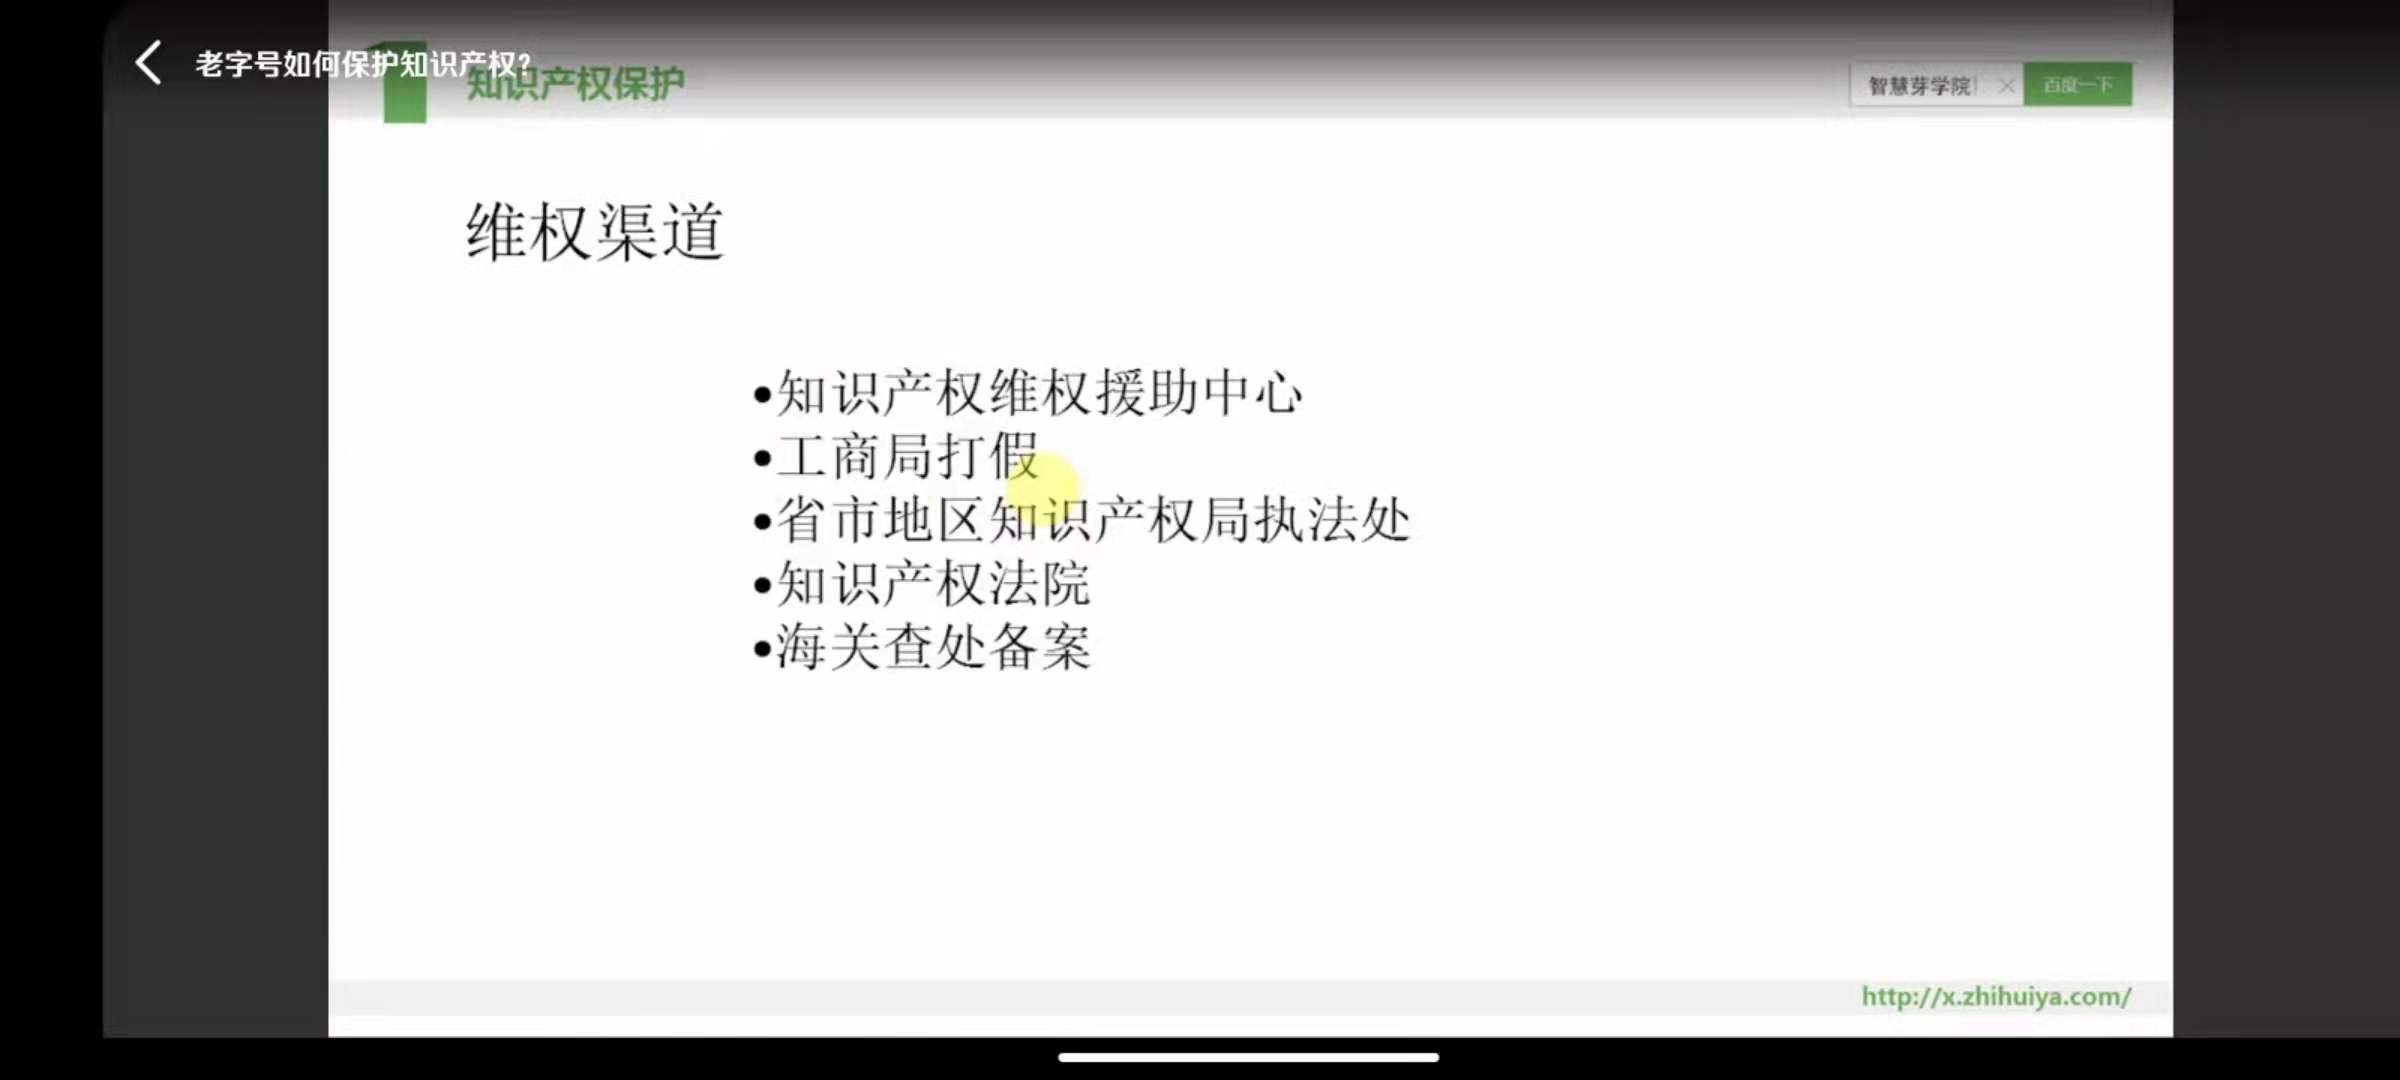 老字号如何保护知识产权?
知识产权保护
智慧芽学院
百度一下
维权渠道
•知识产权维权援助中心
•工商局打假
•省市地区知识产权局执法处
•知识产权法院
•海关查处备案
http://x.zhihuiya.com/